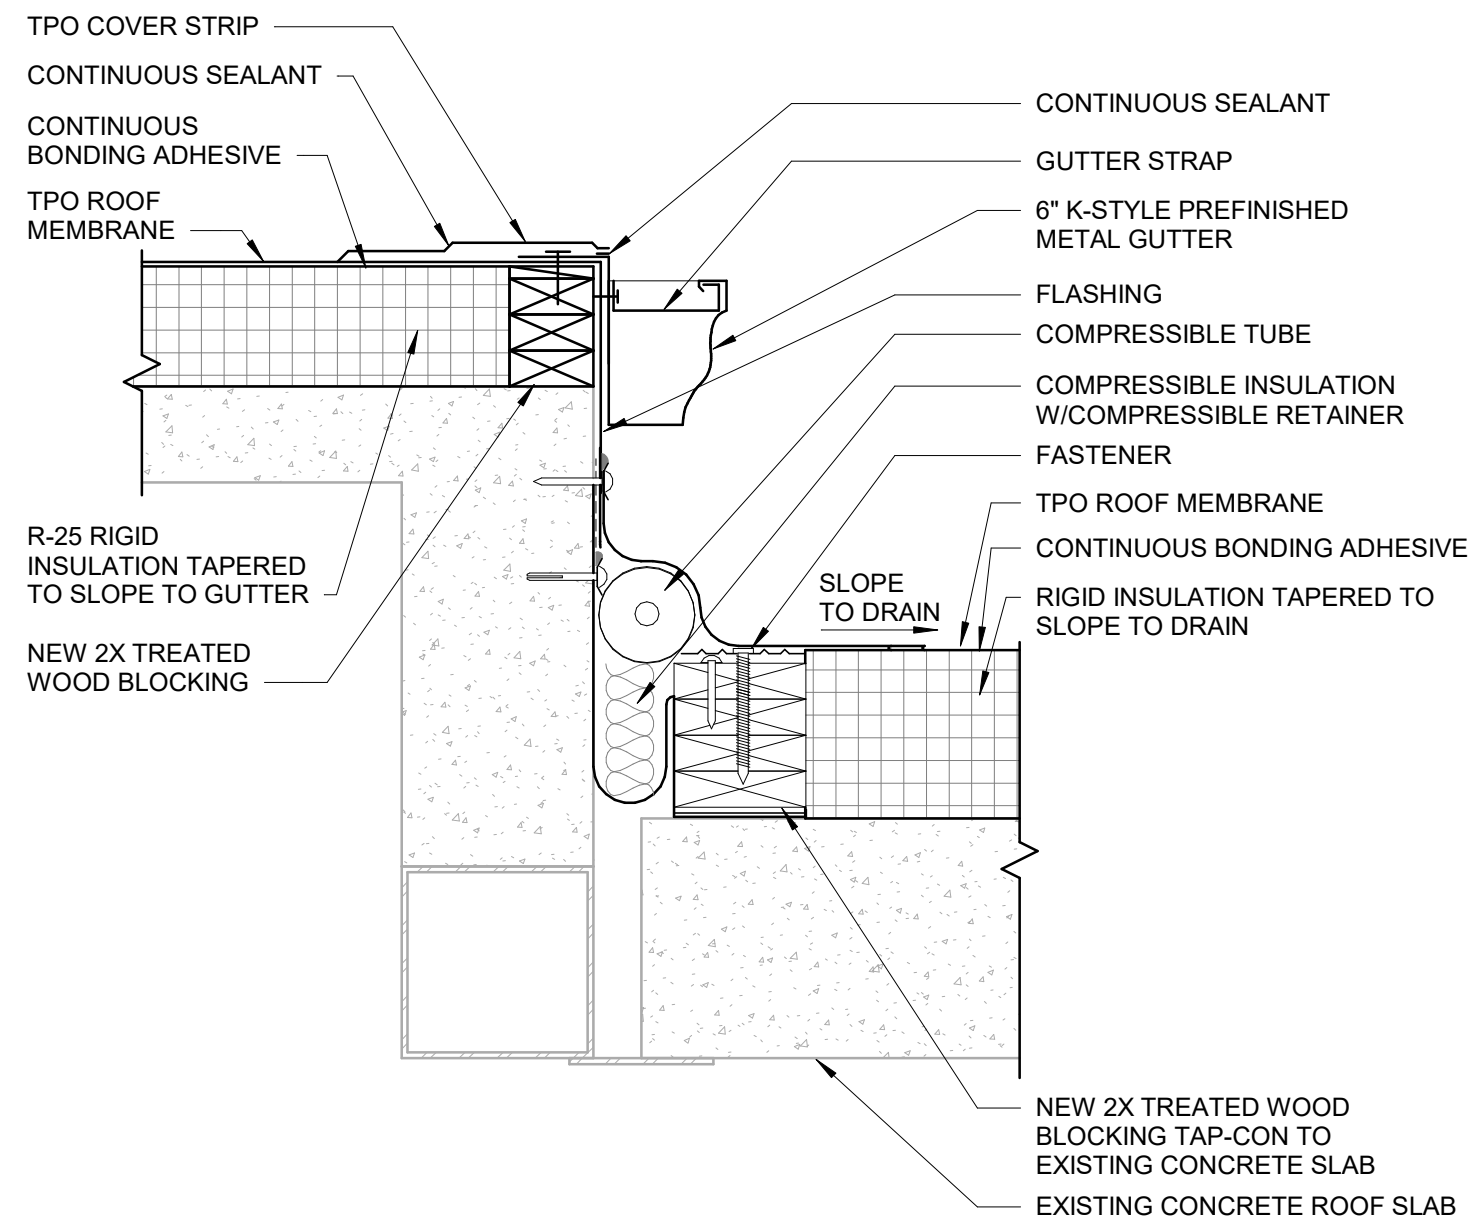 TPO COVER STRIP
CONTINUOUS SEALANT
CONTINUOUS
BONDING ADHESIVE
TPO ROOF
MEMBRANE
R-25 RIGID
INSULATION TAPERED
TO SLOPE TO GUTTER
NEW 2X TREATED
WOOD BLOCKING
CONTINUOUS SEALANT
GUTTER STRAP
6" K-STYLE PREFINISHED
METAL GUTTER
FLASHING
COMPRESSIBLE TUBE
COMPRESSIBLE INSULATION
W/COMPRESSIBLE RETAINER
FASTENER
TPO ROOF MEMBRANE
CONTINUOUS BONDING ADHESIVE
RIGID INSULATION TAPERED TO
SLOPE TO DRAIN
SLOPE
TO DRAIN
NEW 2X TREATED WOOD
BLOCKING TAP-CON TO
EXISTING CONCRETE SLAB
EXISTING CONCRETE ROOF SLAB